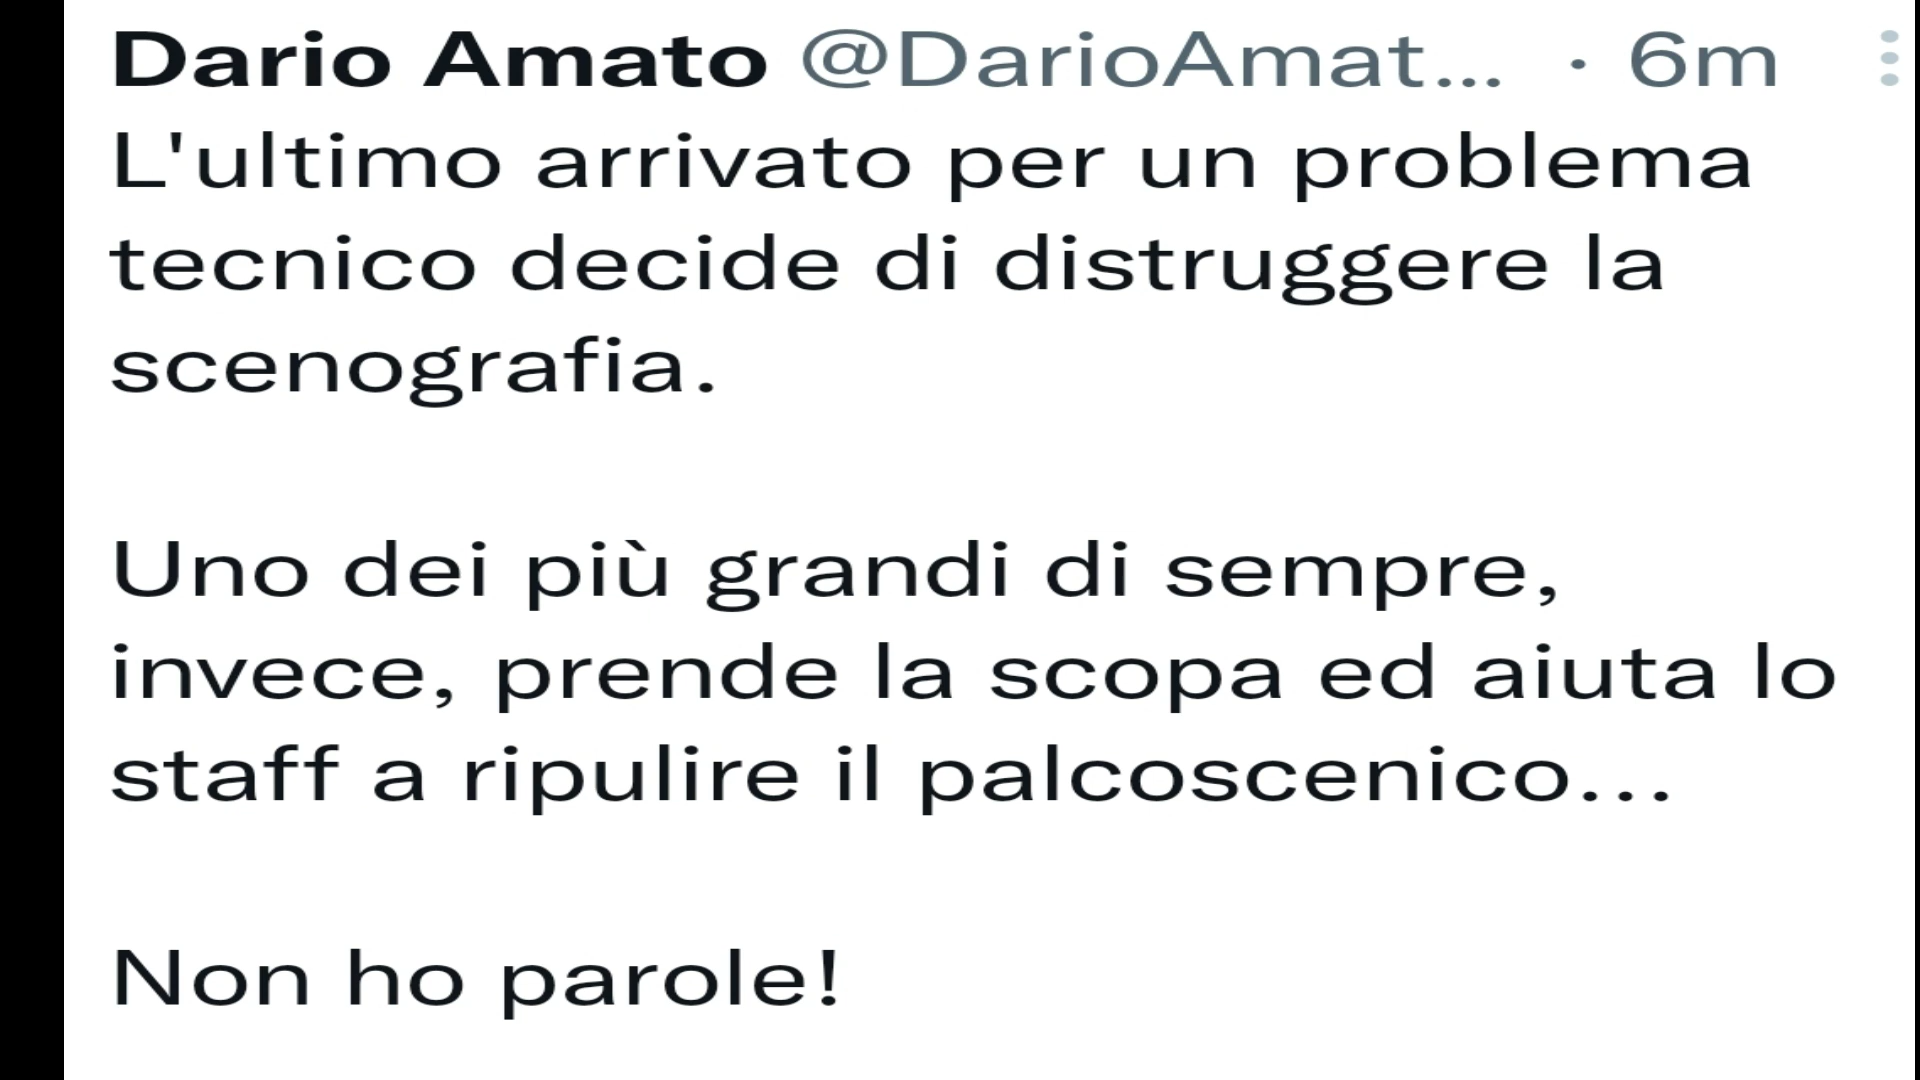 Dario Amato @DarioAmat... · 6m
L'ultimo arrivato per un problema
tecnico decide di distruggere la
scenografia.
Uno dei più grandi di sempre,
invece, prende la scopa ed aiuta lo
staff a ripulire il palcoscenico...
Non ho parole!